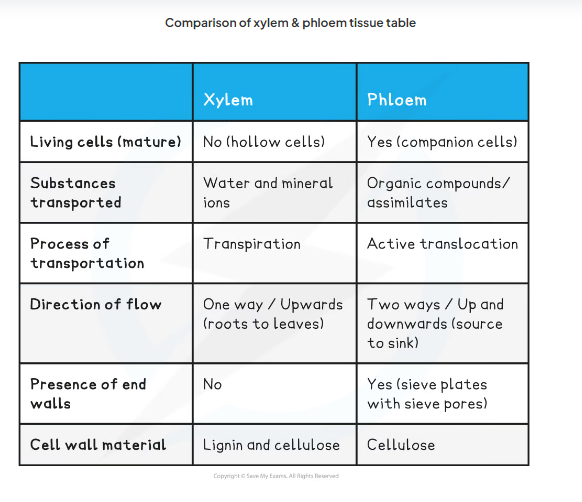 Comparison of xylem & phloem tissue table
Xylem Phloem
Living cells (mature) No (hollow cells) Yes (companion cells)
Substances Water and mineral Organic compounds/
transported ions assimilates
Process of Transpiration Active translocation
transportation
Direction of flow One way / Upwards Two ways / Up and
(roots to leaves) downwards (source
to sink)
Presence of end No Yes (sieve plates
walls with sieve pores)
Cell wall material Lignin and cellulose Cellulose
Copyright © Save My Exams. All Rights Reserved